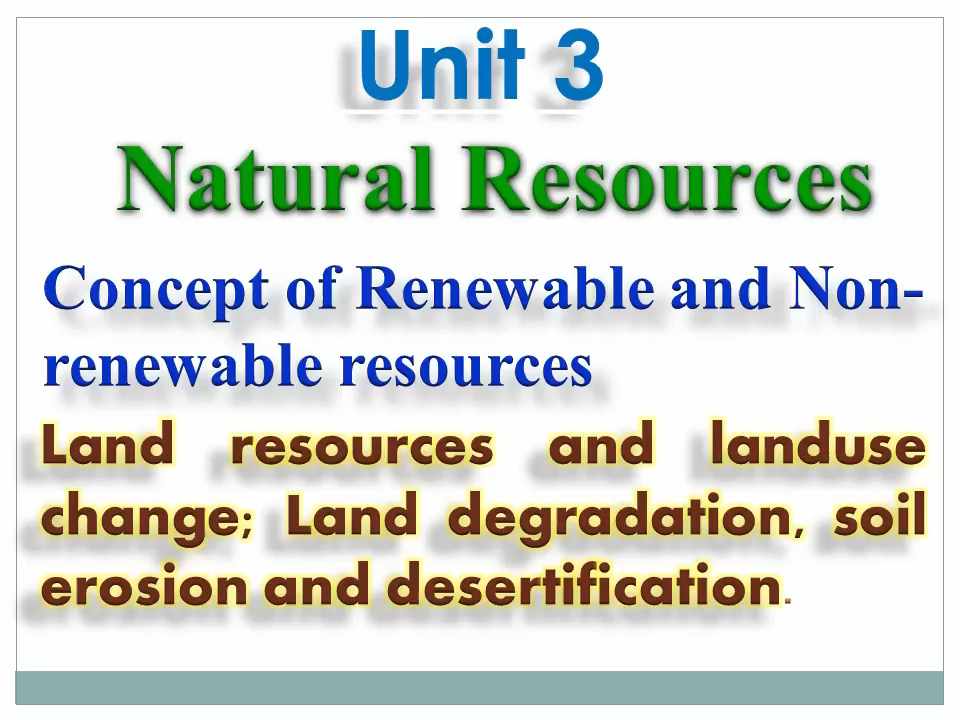 Unit 3
Natural Resources
Concept of Renewable and Non-
renewable resources
Land resources and landuse
change; Land degradation, soil
erosion and desertification.